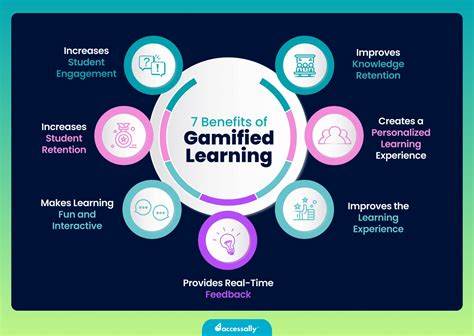 7 Benefits of
Gamified
Learning
Increases
Student
Engagement
Improves
Knowledge
Retention
Increases
Student
Retention
Creates a
Personalized
Learning
Experience
Makes Learning
Fun and
Interactive
Improves the
Learning
Experience
Provides Real-Time
Feedback
accessally